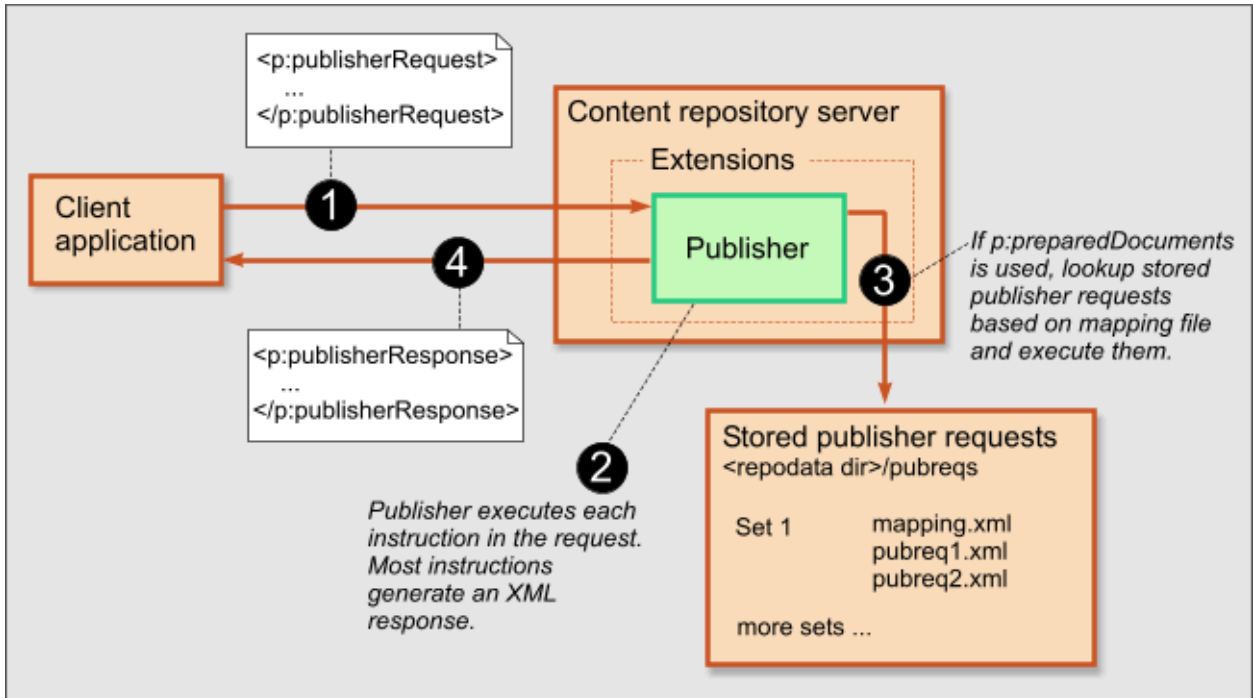 <p:publisherRequest>
...
</p:publisherRequest>
Content repository server
Extensions
Client
application
1
Publisher
4
3
If p:preparedDocuments
is used, lookup stored
publisher requests
based on mapping file
and execute them.
<p:publisherResponse>
...
</p:publisherResponse>
2
Publisher executes each
instruction in the request.
Most instructions
generate an XML
response.
Stored publisher requests
<repodata dir>/pubreqs
Set 1 mapping.xml
pubreq1.xml
pubreq2.xml
more sets ...